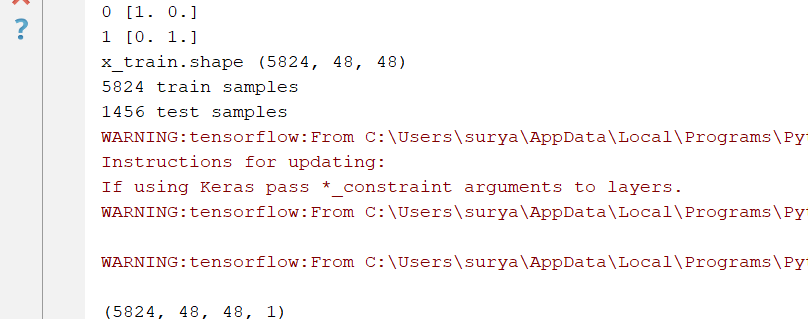 0 [1. 0.]
1 [0. 1.]
x_train.shape (5824, 48, 48)
5824 train samples
1456 test samples
WARNING:tensorflow:From C:\Users\surya\AppData\Local\Programs\Py
Instructions for updating:
If using Keras pass *_constraint arguments to layers.
WARNING:tensorflow:From C:\Users\surya\AppData\Local\Programs\Py
WARNING:tensorflow:From C:\Users\surya\AppData\Local\Programs\Py
(5824, 48, 48, 1)